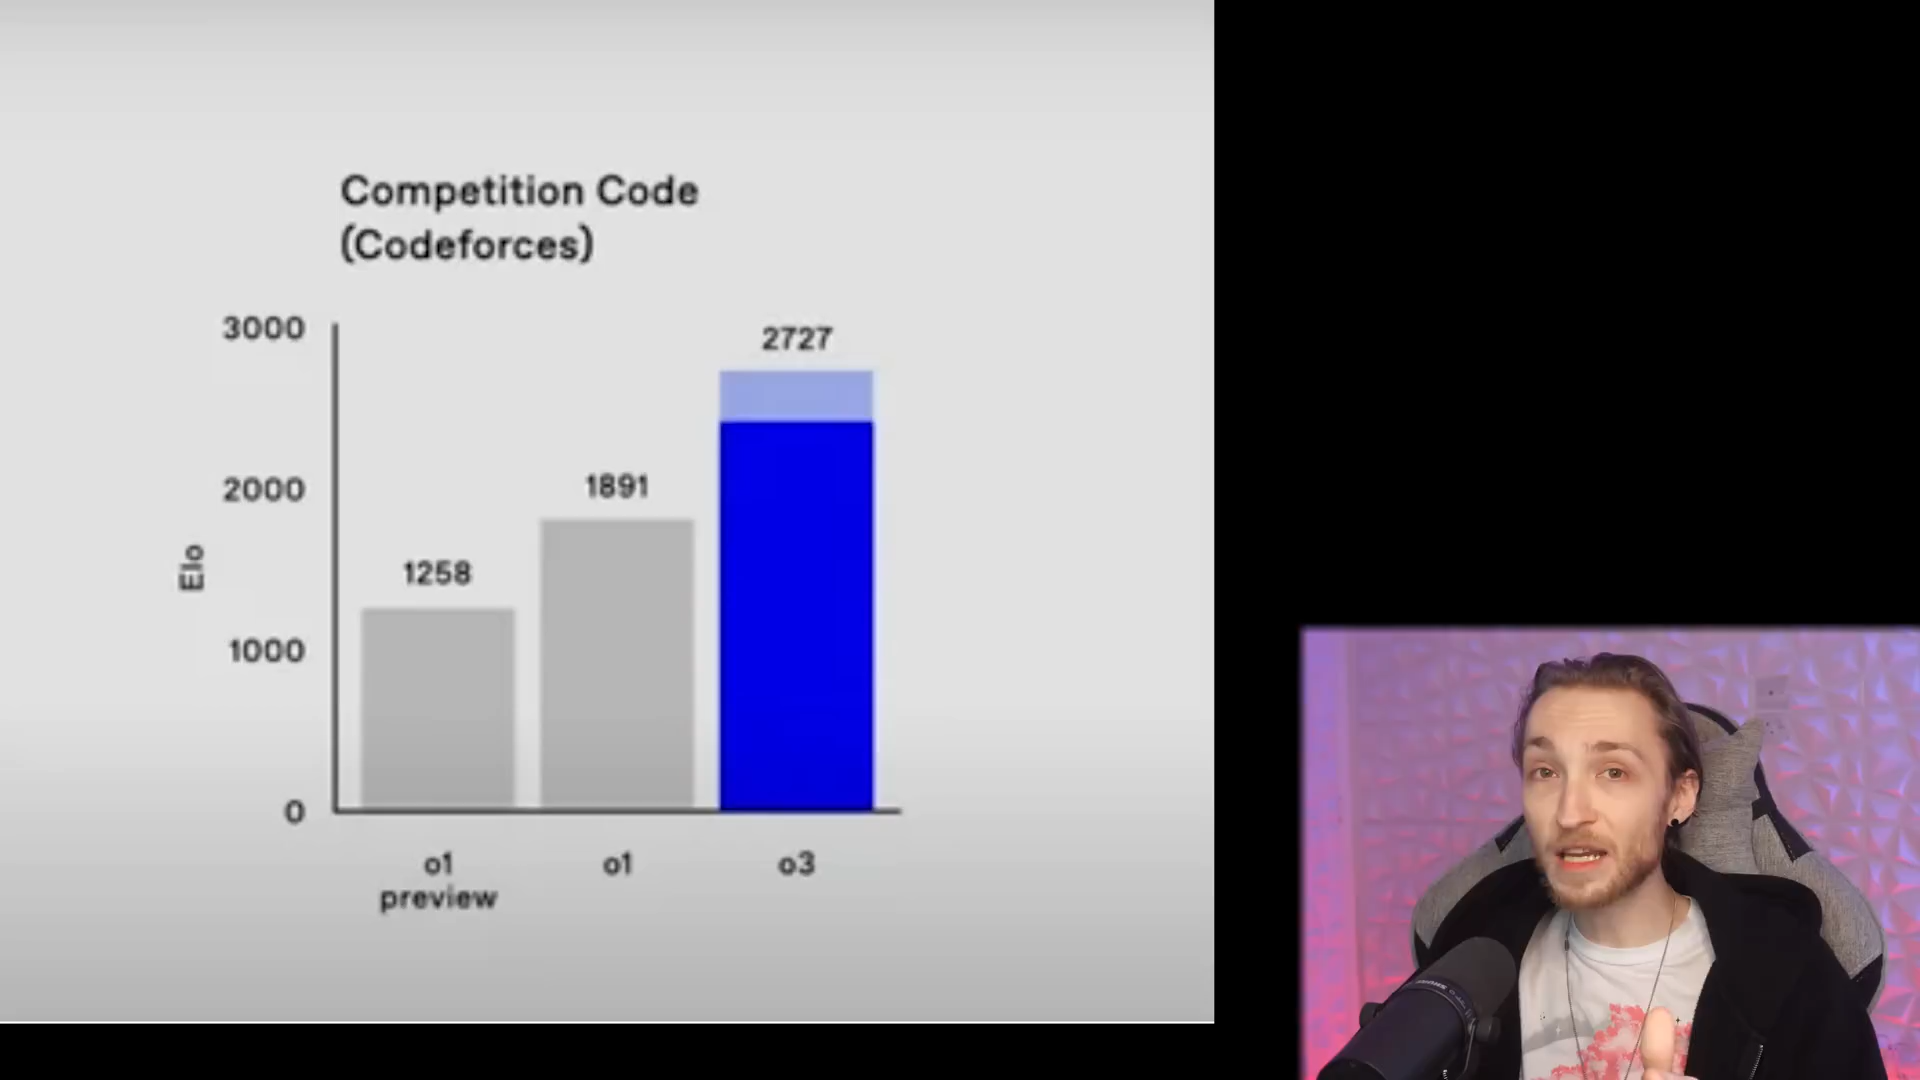 Competition Code
(Codeforces)
3000
2000
1000
0
Elo
1258
1891
2727
o1
preview
o1
o3